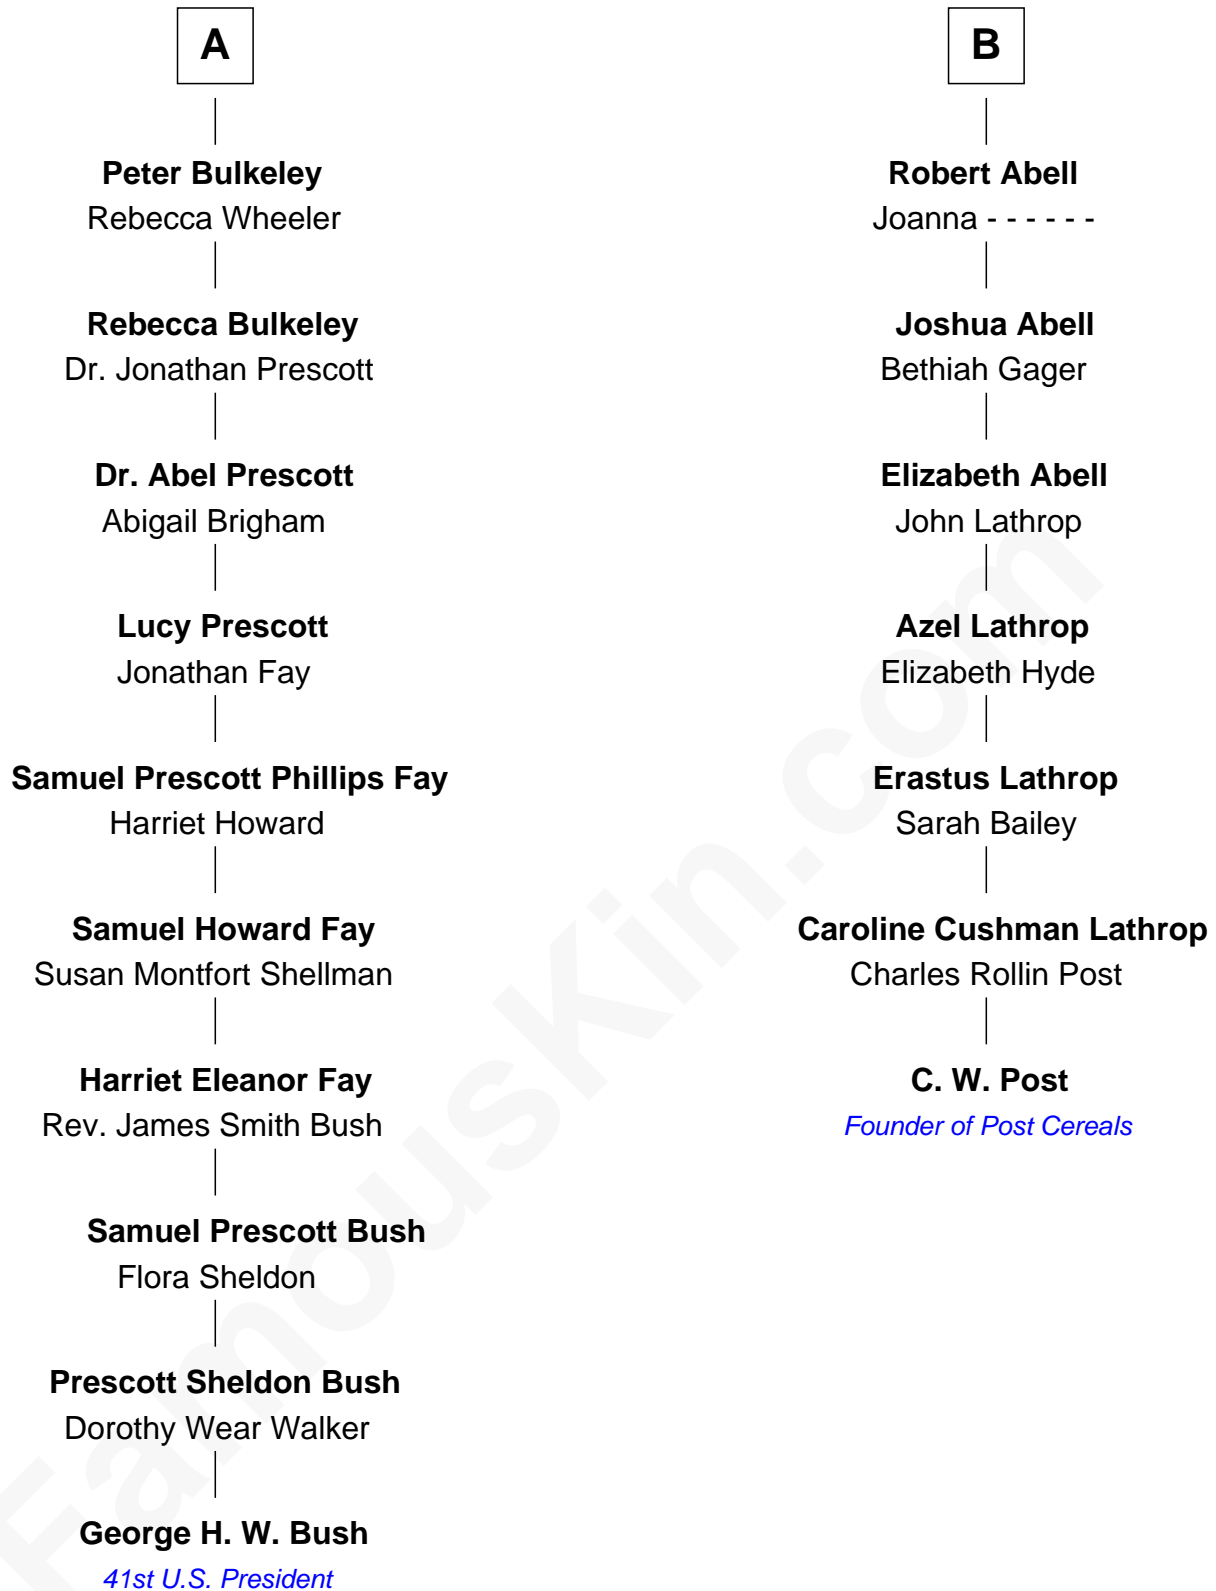 A
Peter Bulkeley
Rebecca Wheeler
Rebecca Bulkeley
Dr. Jonathan Prescott
Dr. Abel Prescott
Abigail Brigham
Lucy Prescott
Jonathan Fay
Samuel Prescott Phillips Fay
Harriet Howard
Samuel Howard Fay
Susan Montfort Shellman
Harriet Eleanor Fay
Rev. James Smith Bush
Samuel Prescott Bush
Flora Sheldon
Prescott Sheldon Bush
Dorothy Wear Walker
George H. W. Bush
41st U.S. President
B
Robert Abell
Joanna - - - - - -
Joshua Abell
Bethiah Gager
Elizabeth Abell
John Lathrop
Azel Lathrop
Elizabeth Hyde
Erastus Lathrop
Sarah Bailey
Caroline Cushman Lathrop
Charles Rollin Post
C. W. Post
Founder of Post Cereals
FamousKin.com